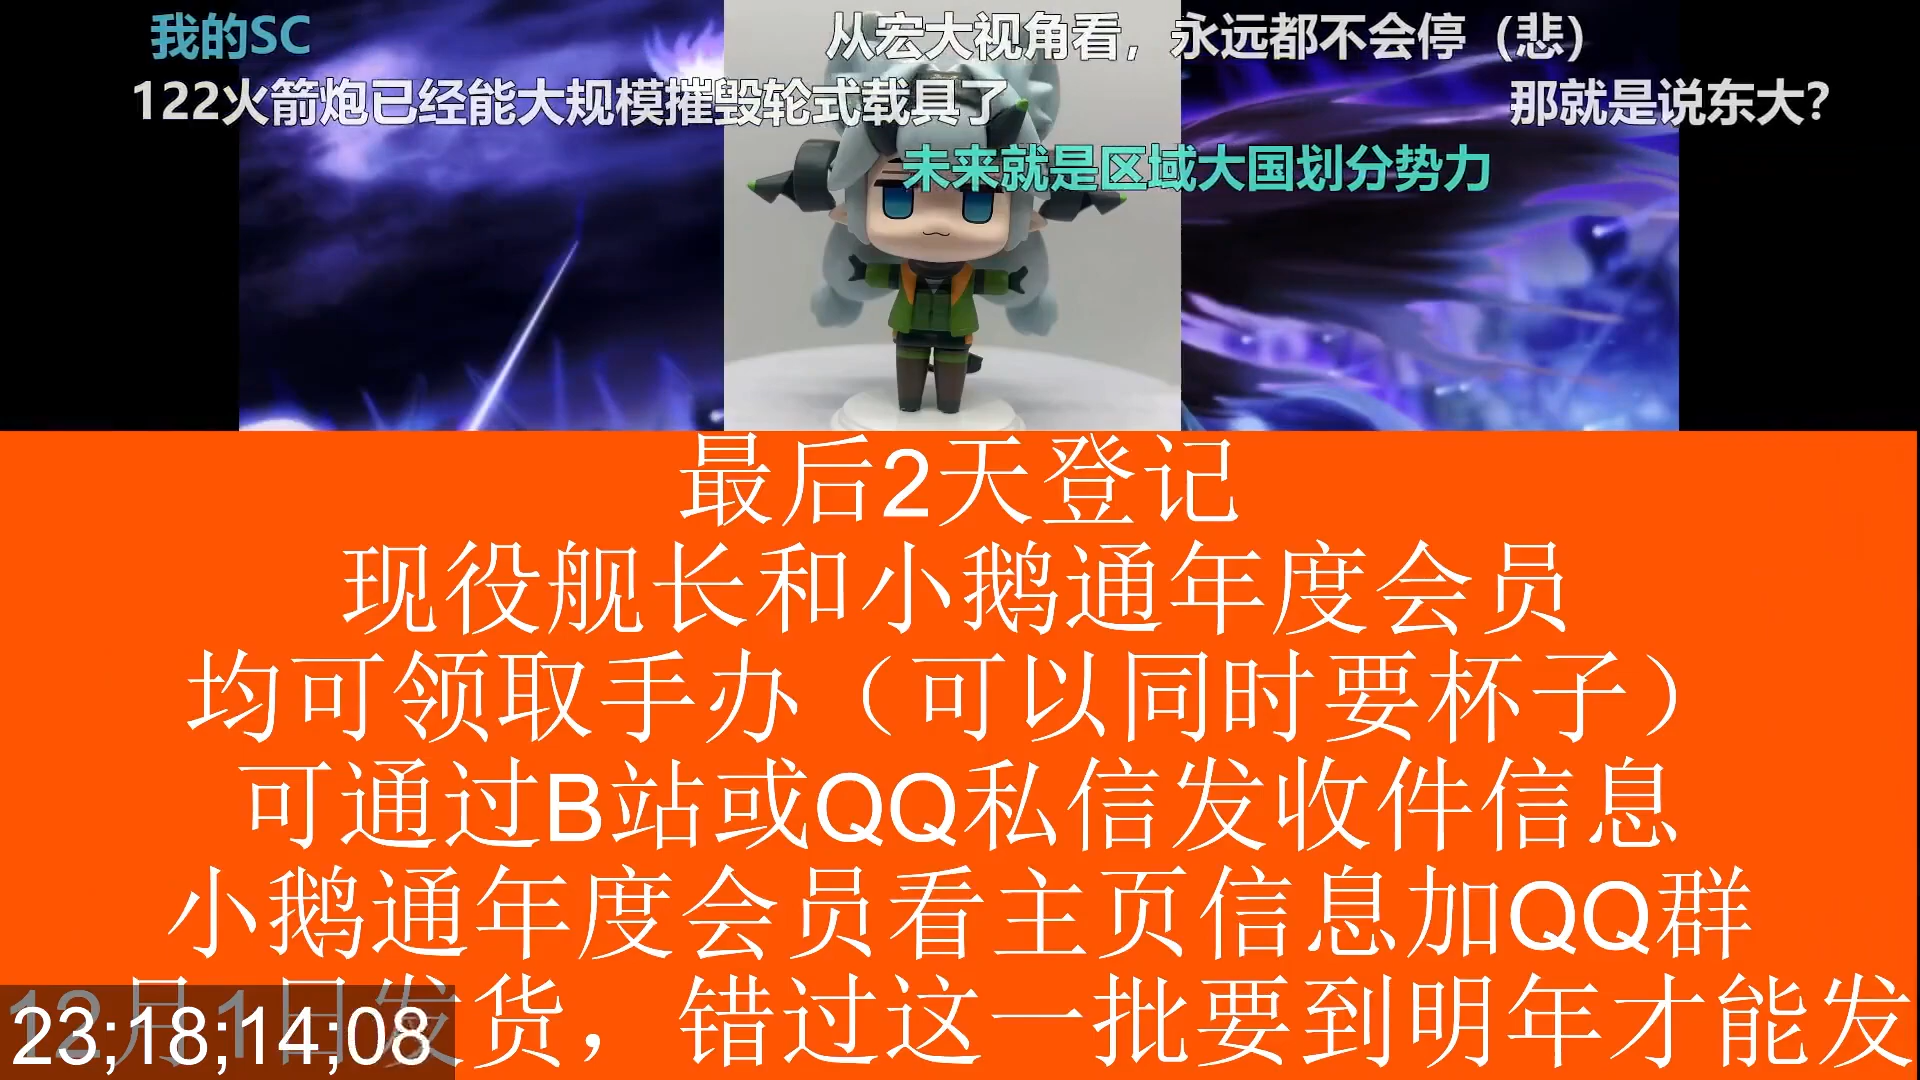 我的SC
从宏大视角看，永远都不会停（悲）
122火箭炮已经能大规模摧毁轮式载具了
那就是说东大？
未来就是区域大国划分势力
最后2天登记
现役舰长和小鹅通年度会员
均可领取手办（可以同时要杯子）
可通过B站或QQ私信发收件信息
小鹅通年度会员看主页信息加QQ群
12月1日发货，错过这一批要到明年才能发
23;18;14;08